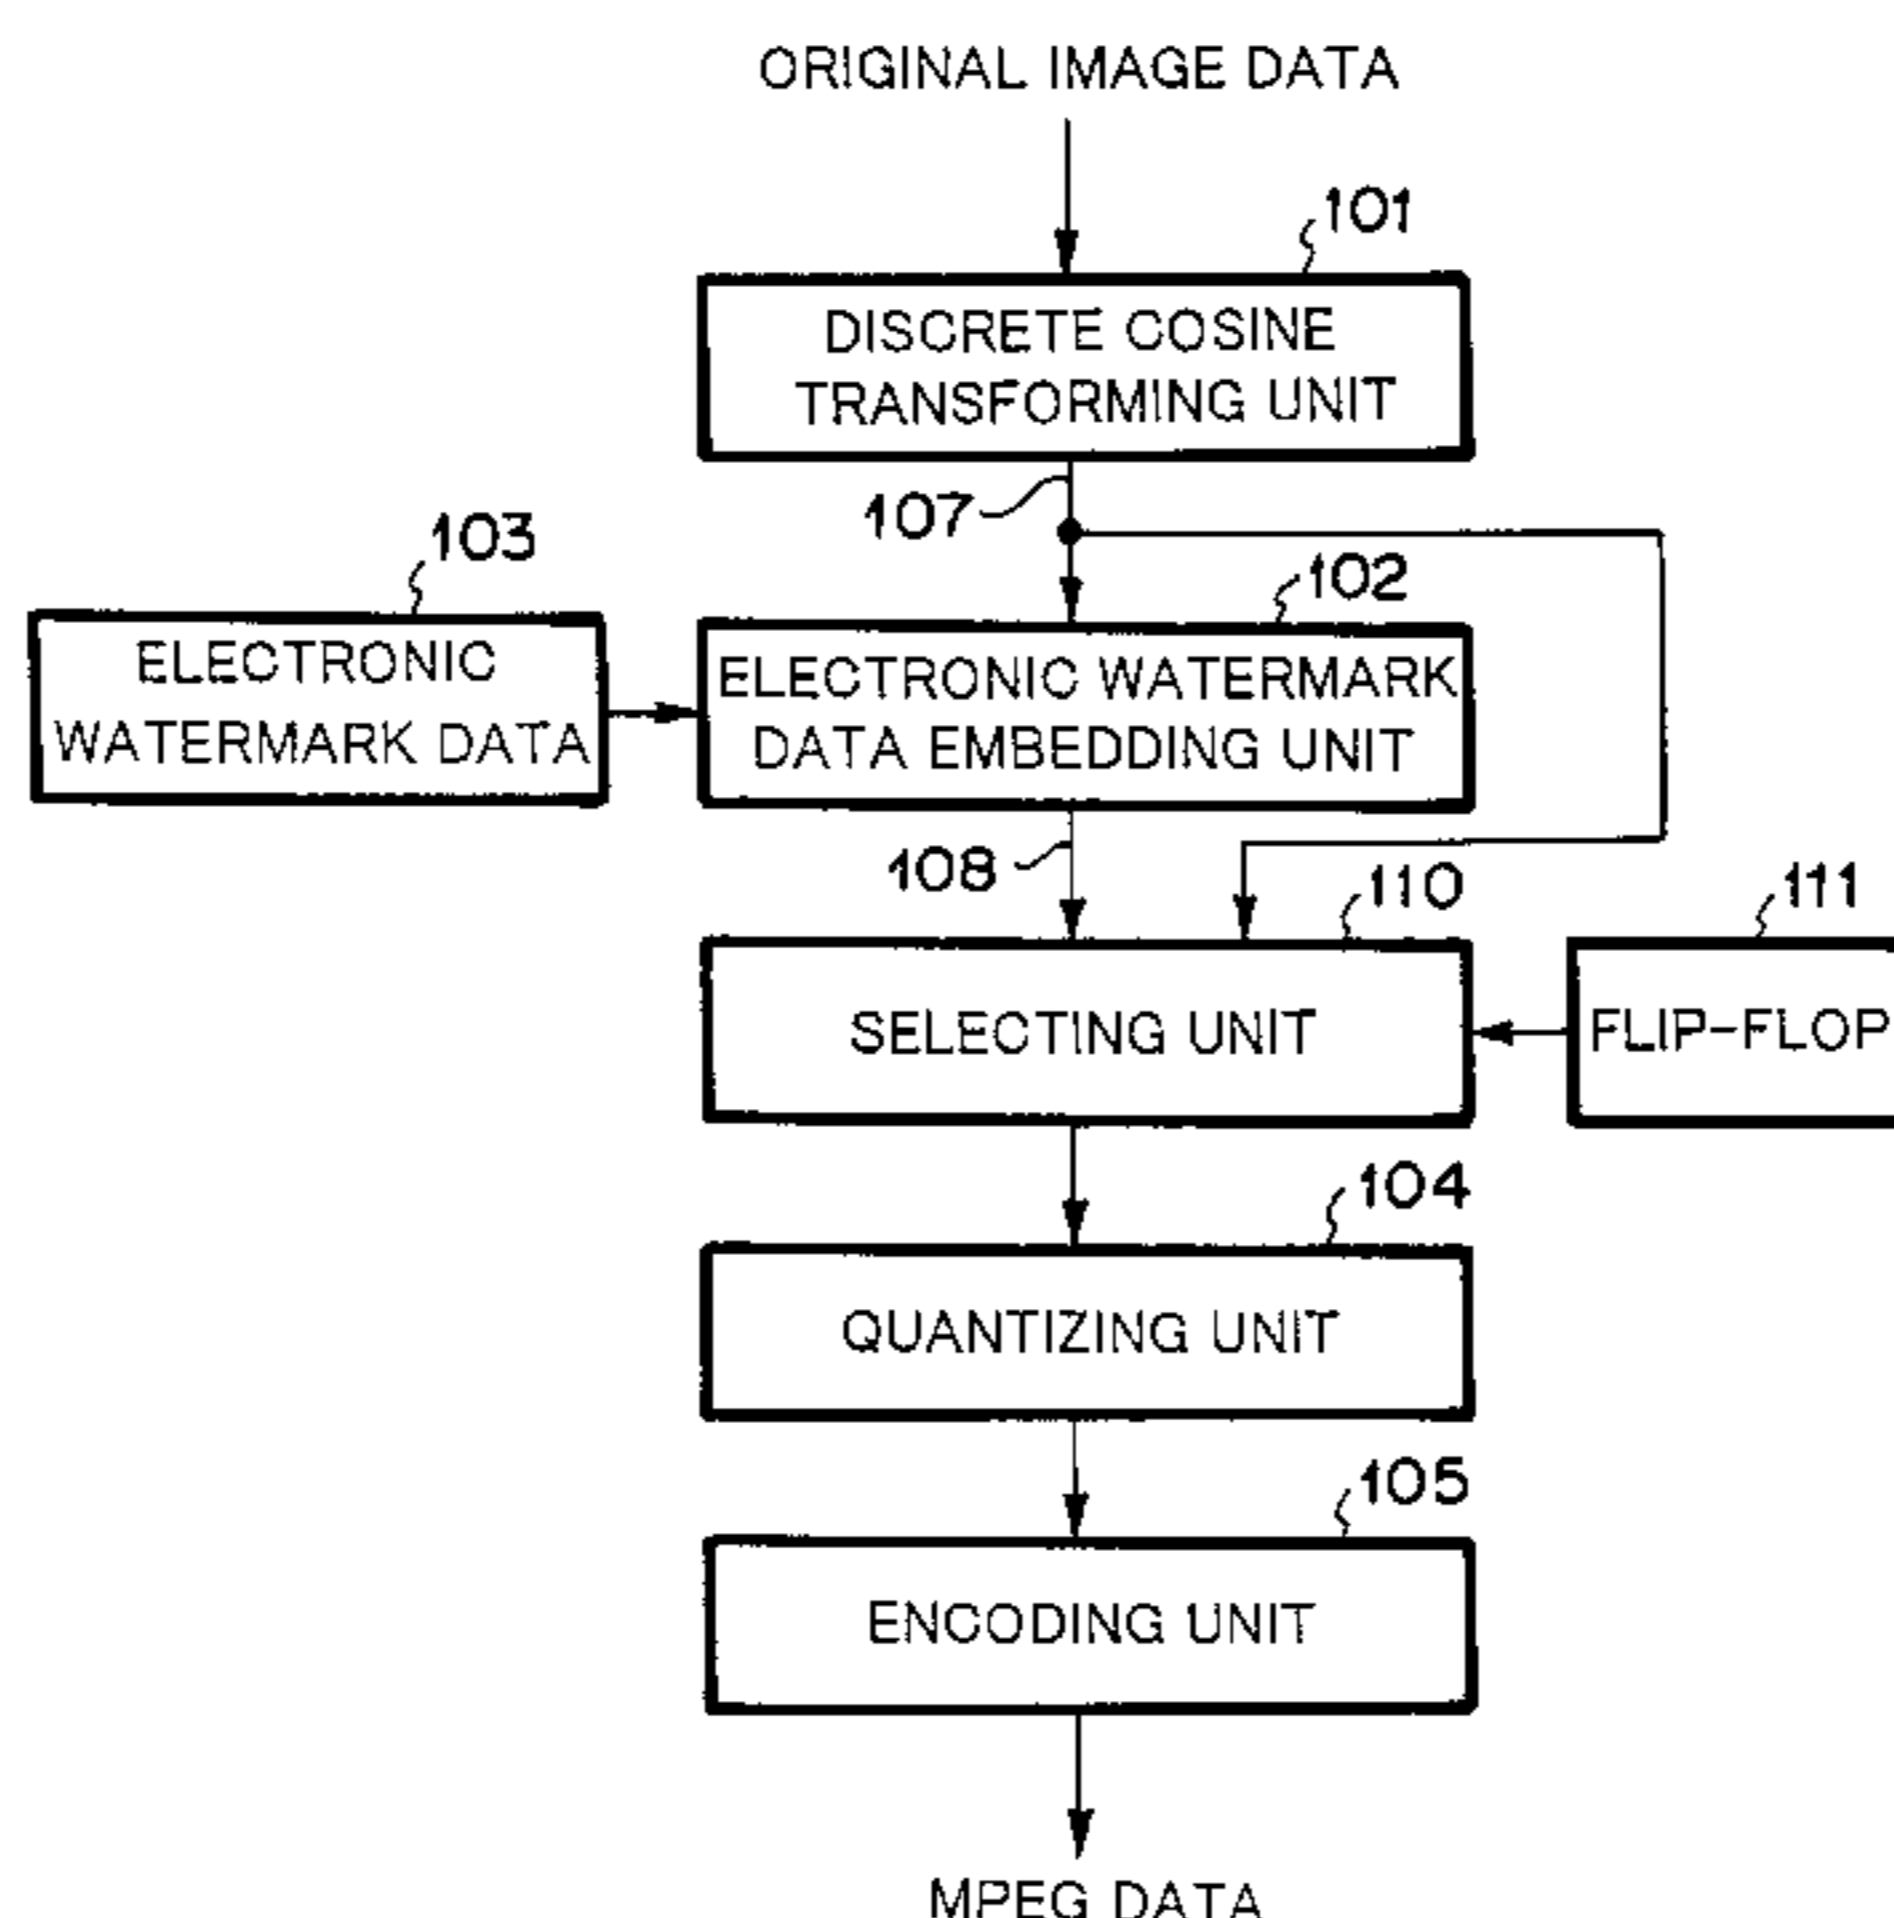 ORIGINAL IMAGE DATA
101
DISCRETE COSINE
TRANSFORMING UNIT
107
103
102
ELECTRONIC
WATERMARK DATA
ELECTRONIC WATERMARK
DATA EMBEDDING UNIT
108
110
111
SELECTING UNIT
FLIP-FLOP
104
QUANTIZING UNIT
105
ENCODING UNIT
MPEG DATA